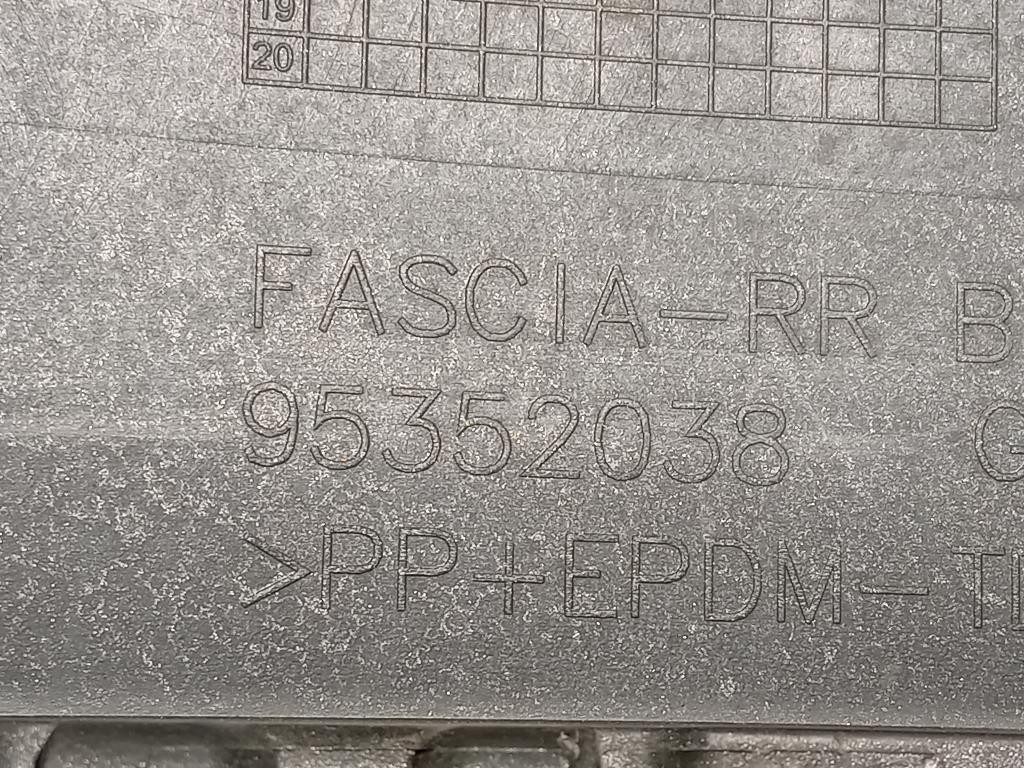 19
20
FASCIA-RR B
95352038 G
>PP+EPDM-T